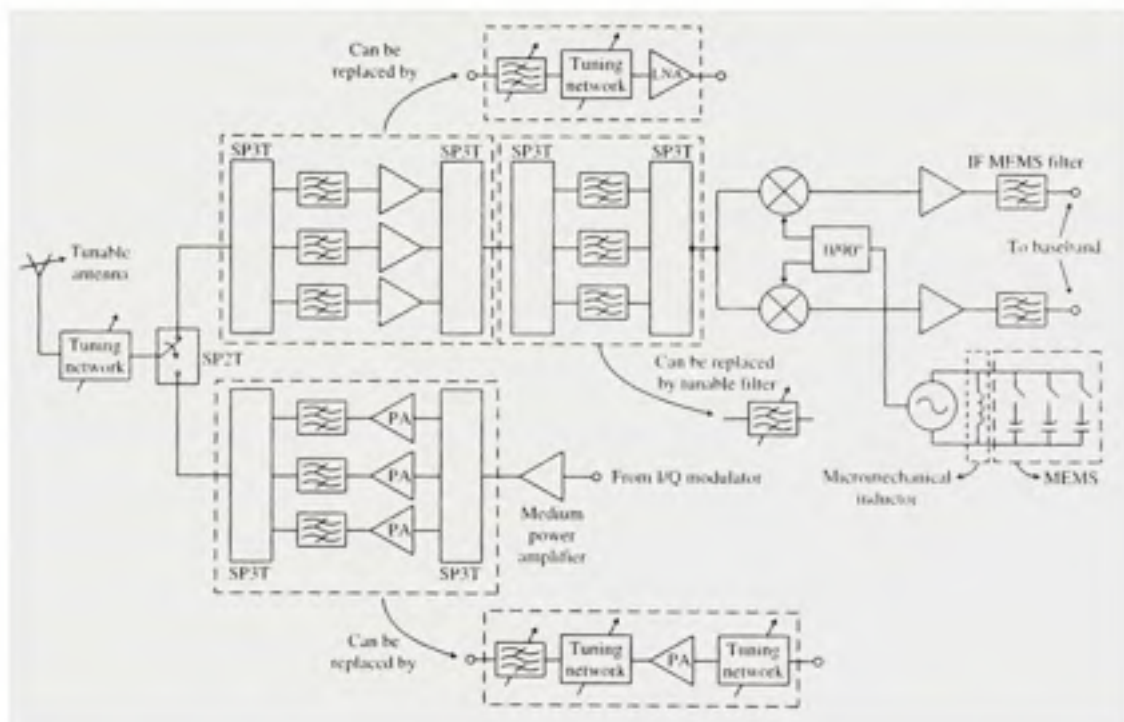 Can be
replaced by
Tuning
network
LNA
SP3T
SP3T
SP3T
SP3T
IF MEMS filter
Tunable
antenna
0/90°
To baseband
Tuning
network
SP2T
Can be replaced
by tunable filter
PA
PA
PA
From I/Q modulator
Medium
power
amplifier
Micromechanical
inductor
MEMS
SP3T
SP3T
Can be
replaced by
Tuning
network
PA
Tuning
network